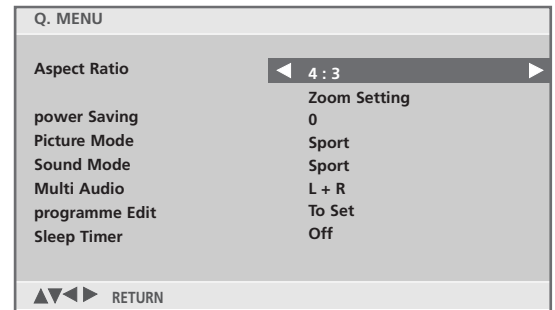 Q. MENU
Aspect Ratio 4 : 3
Zoom Setting
power Saving 0
Picture Mode Sport
Sound Mode Sport
Multi Audio L + R
programme Edit To Set
Sleep Timer Off
RETURN